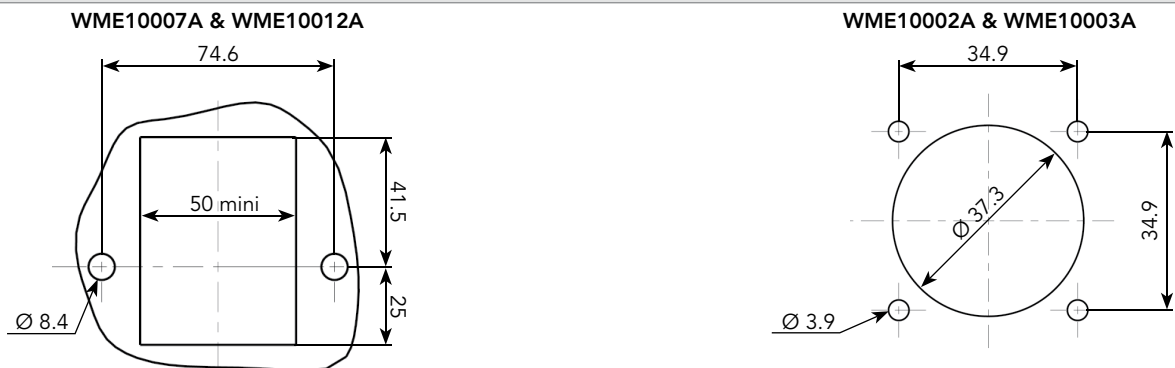 WME10007A & WME10012A
74.6
50 mini
41.5
25
Ø 8.4
WME10002A & WME10003A
34.9
Ø 37.3
34.9
Ø 3.9